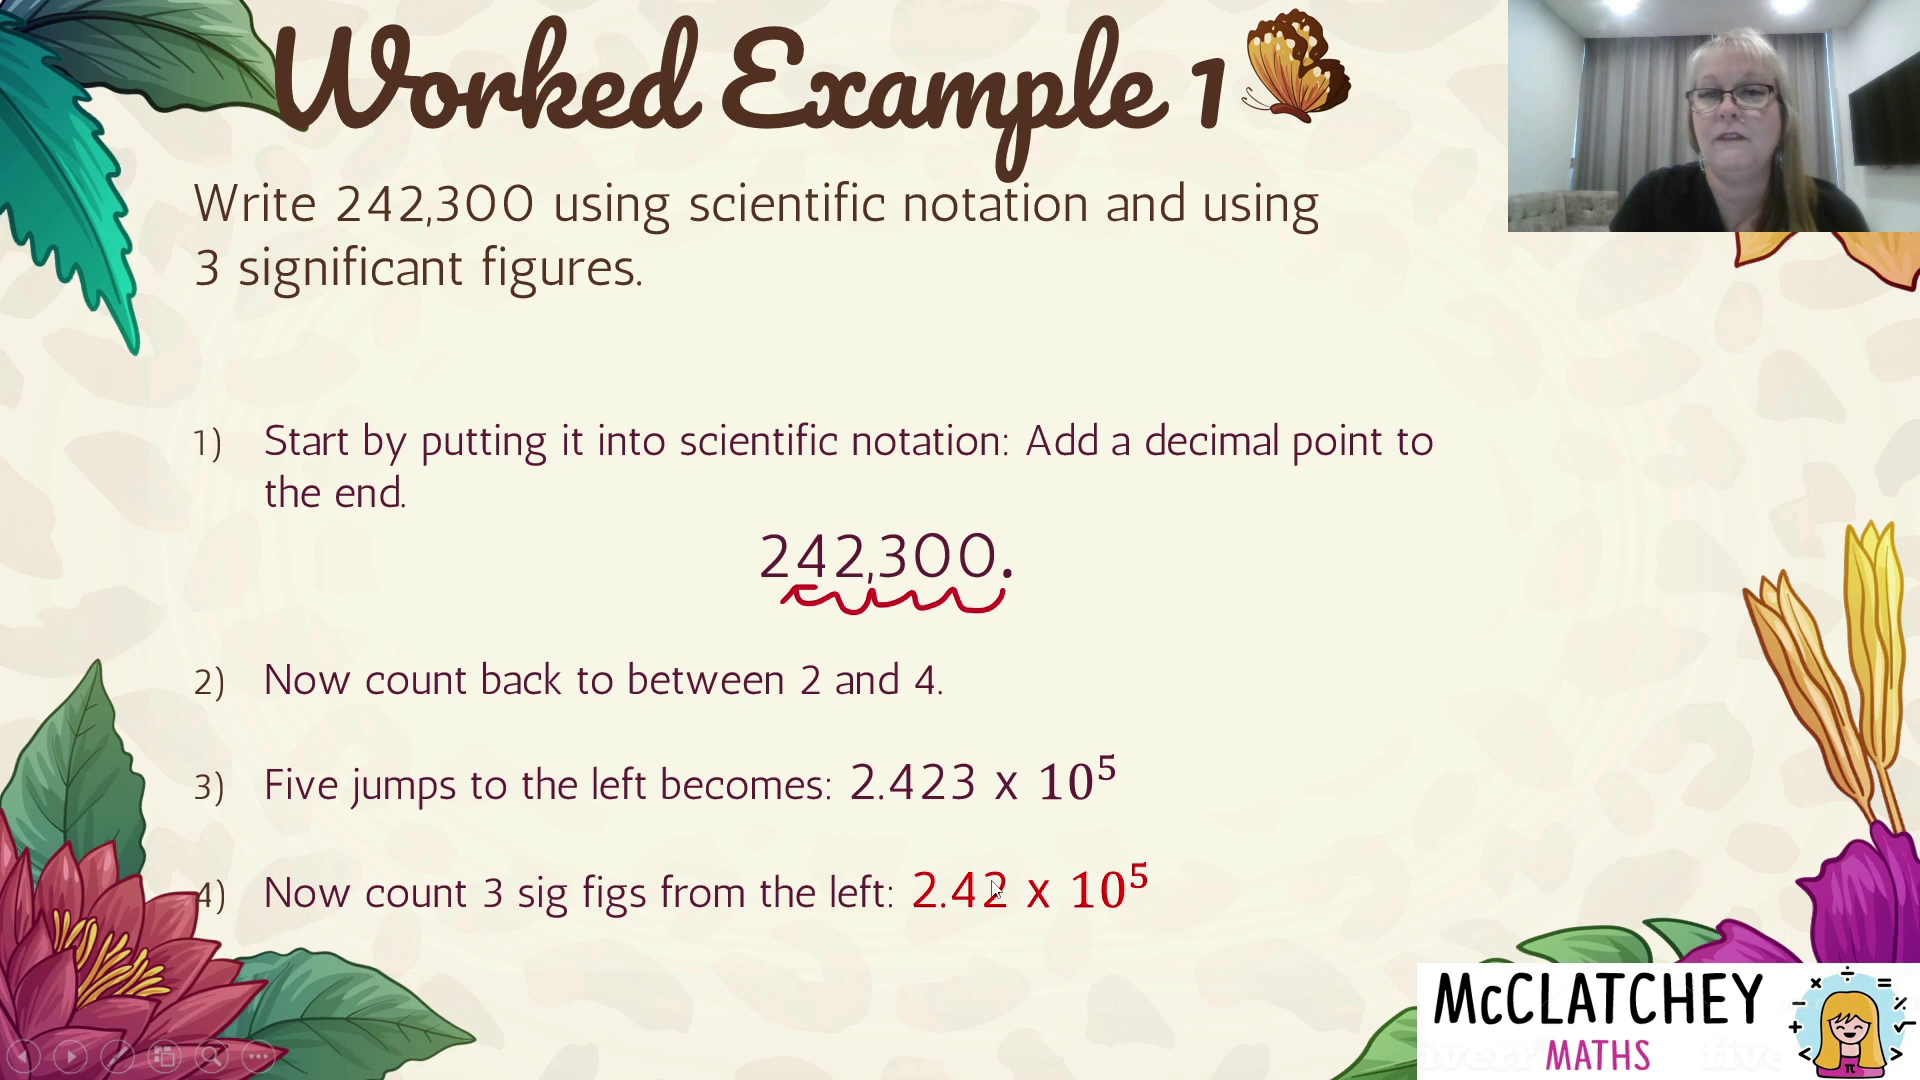 Worked Example 1
Write 242,300 using scientific notation and using
3 significant figures.
1) Start by putting it into scientific notation: Add a decimal point to
the end.
242,300.
2) Now count back to between 2 and 4.
3) Five jumps to the left becomes: 2.423 x 10⁵
4) Now count 3 sig figs from the left: 2.42 x 10⁵
McCLATCHEY
MATHS